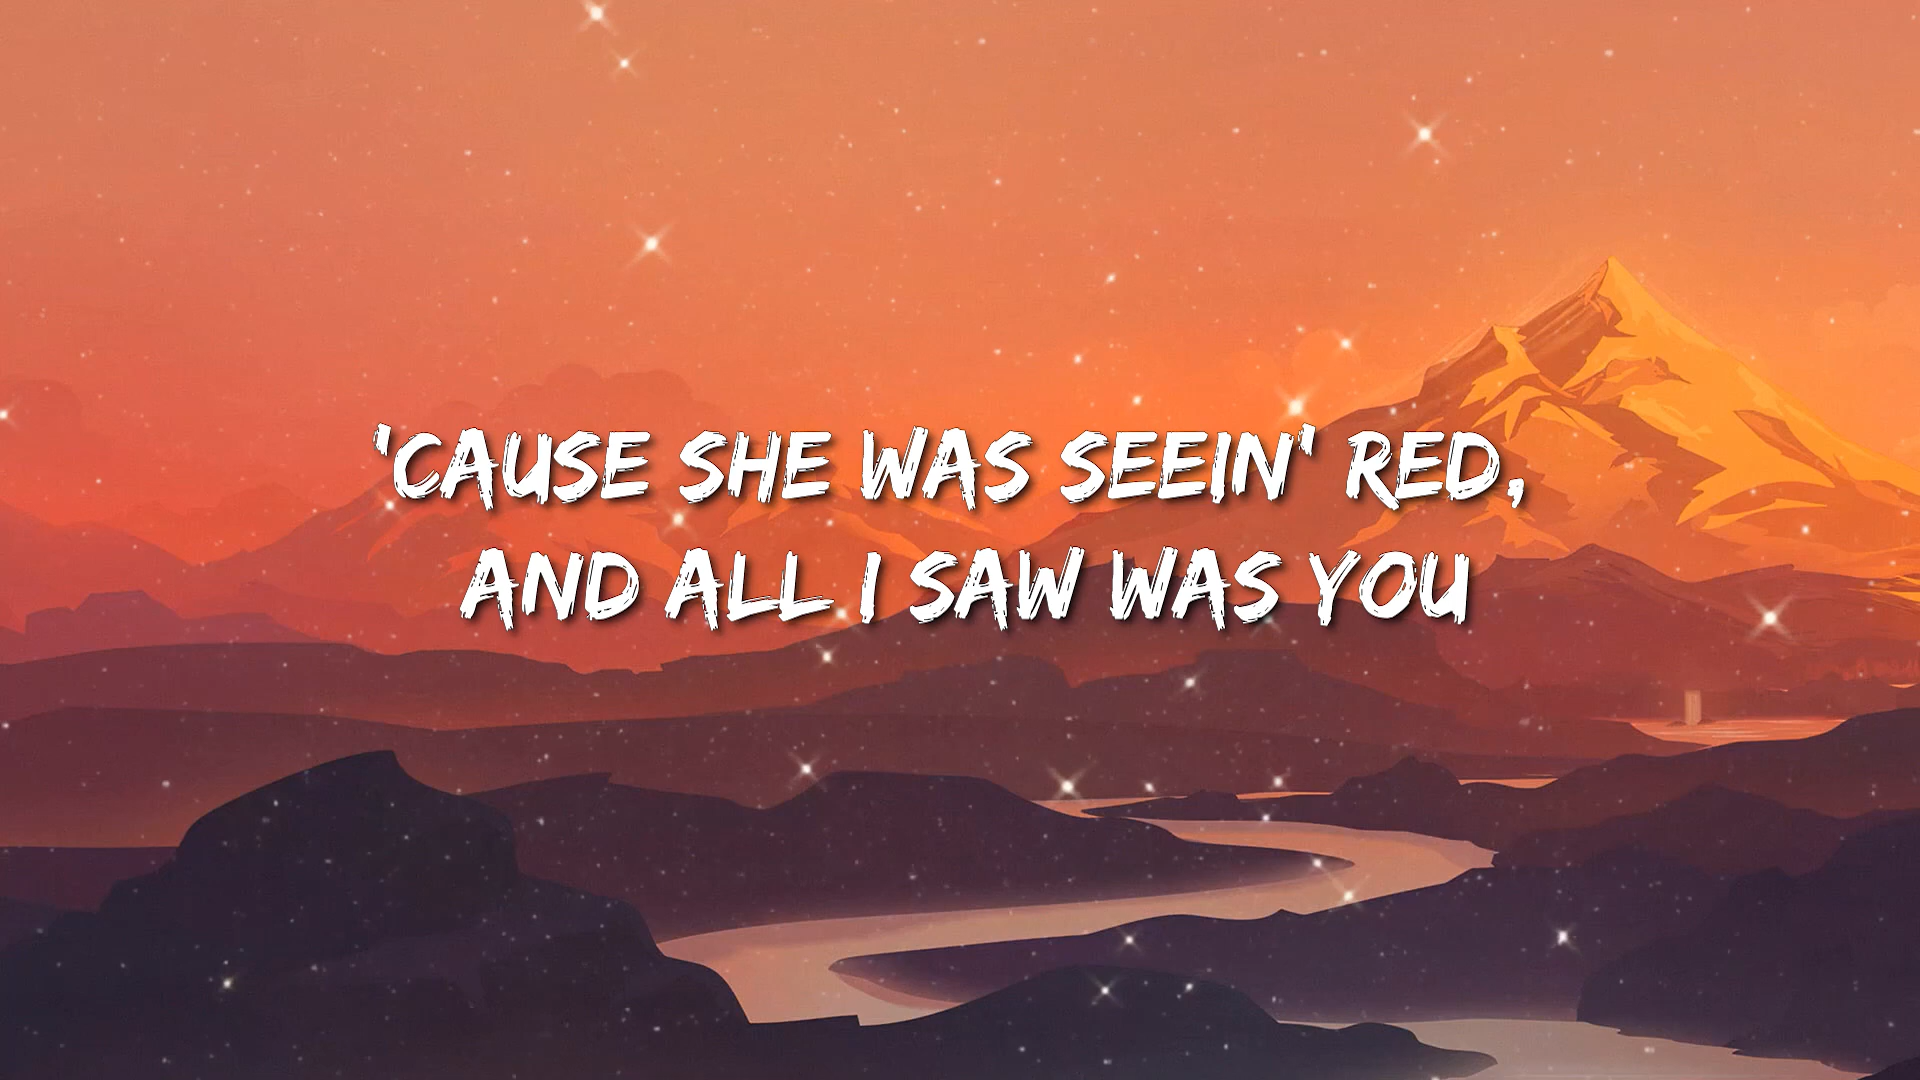 'CAUSE SHE WAS SEEIN' RED,
AND ALL I SAW WAS YOU